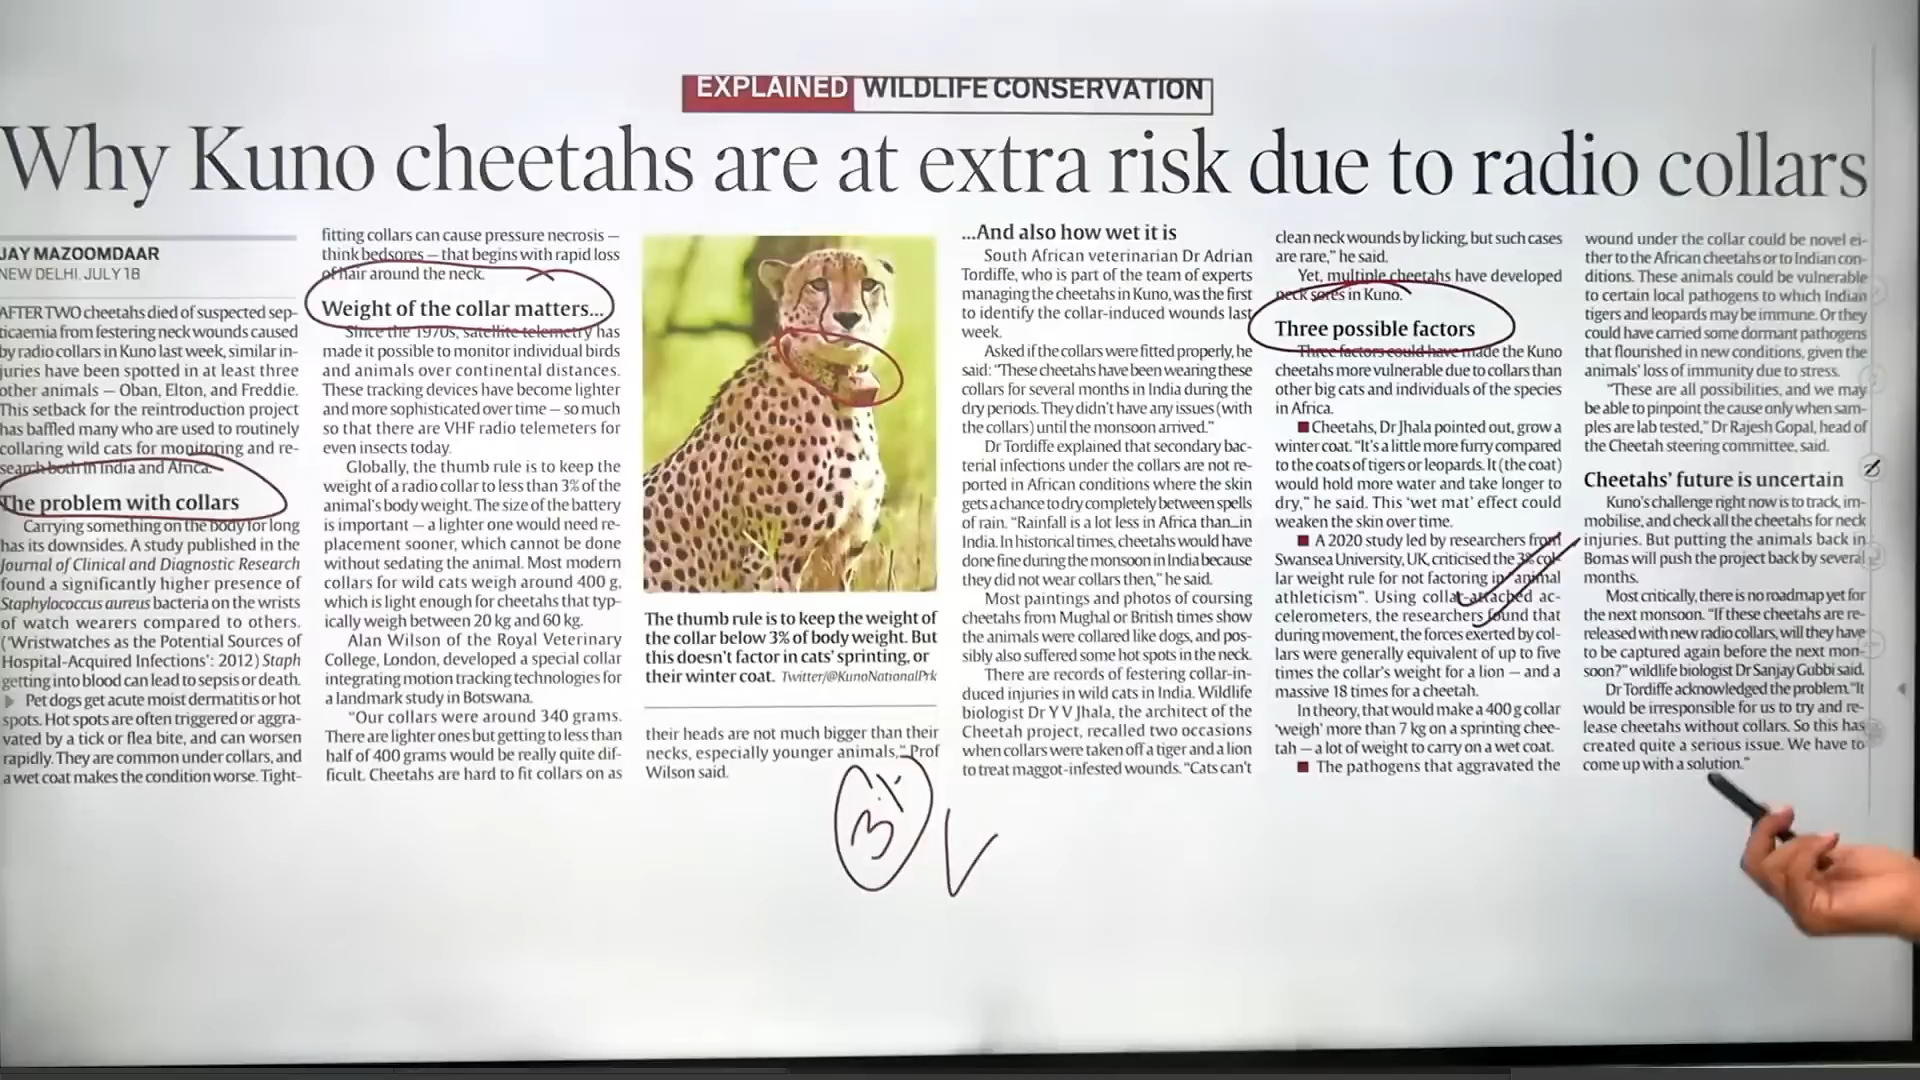 EXPLAINED WILDLIFE CONSERVATION
Why Kuno cheetahs are at extra risk due to radio collars
JAY MAZOOMDAAR
NEW DELHI, JULY 18
AFTER TWO cheetahs died of suspected sep-
ticaemia from festering neck wounds caused
by radio collars in Kuno last week, similar in-
juries have been spotted in at least three
other animals — Oban, Elton, and Freddie.
This setback for the reintroduction project
has baffled many who are used to routinely
collaring wild cats for monitoring and re-
search both in India and Africa.
The problem with collars
Carrying something on the body for long
has its downsides. A study published in the
Journal of Clinical and Diagnostic Research
found a significantly higher presence of
Staphylococcus aureus bacteria on the wrists
of watch wearers compared to others.
('Wristwatches as the Potential Sources of
Hospital-Acquired Infections': 2012) Staph
getting into blood can lead to sepsis or death.
Pet dogs get acute moist dermatitis or hot
spots. Hot spots are often triggered or aggra-
vated by a tick or flea bite, and can worsen
rapidly. They are common under collars, and
a wet coat makes the condition worse. Tight-
fitting collars can cause pressure necrosis —
think bedsores — that begins with rapid loss
of hair around the neck.
Weight of the collar matters...
Since the 1970s, satellite telemetry has
made it possible to monitor individual birds
and animals over continental distances.
These tracking devices have become lighter
and more sophisticated over time — so much
so that there are VHF radio telemeters for
even insects today.
Globally, the thumb rule is to keep the
weight of a radio collar to less than 3% of the
animal's body weight. The size of the battery
is important — a lighter one would need re-
placement sooner, which cannot be done
without sedating the animal. Most modern
collars for wild cats weigh around 400 g,
which is light enough for cheetahs that typ-
ically weigh between 20 kg and 60 kg.
Alan Wilson of the Royal Veterinary
College, London, developed a special collar
integrating motion tracking technologies for
a landmark study in Botswana.
"Our collars were around 340 grams.
There are lighter ones but getting to less than
half of 400 grams would be really quite dif-
ficult. Cheetahs are hard to fit collars on as
The thumb rule is to keep the weight of
the collar below 3% of body weight. But
this doesn't factor in cats' sprinting, or
their winter coat. Twitter/@KunoNationalPrk
their heads are not much bigger than their
necks, especially younger animals," Prof
Wilson said.
3%
...And also how wet it is
South African veterinarian Dr Adrian
Tordiffe, who is part of the team of experts
managing the cheetahs in Kuno, was the first
to identify the collar-induced wounds last
week.
Asked if the collars were fitted properly, he
said: "These cheetahs have been wearing these
collars for several months in India during the
dry periods. They didn't have any issues (with
the collars) until the monsoon arrived."
Dr Tordiffe explained that secondary bac-
terial infections under the collars are not re-
ported in African conditions where the skin
gets a chance to dry completely between spells
of rain. "Rainfall is a lot less in Africa than in
India. In historical times, cheetahs would have
done fine during the monsoon in India because
they did not wear collars then," he said.
Most paintings and photos of coursing
cheetahs from Mughal or British times show
the animals were collared like dogs, and pos-
sibly also suffered some hot spots in the neck.
There are records of festering collar-in-
duced injuries in wild cats in India. Wildlife
biologist Dr Y V Jhala, the architect of the
Cheetah project, recalled two occasions
when collars were taken off a tiger and a lion
to treat maggot-infested wounds. "Cats can't
clean neck wounds by licking, but such cases
are rare," he said.
Yet, multiple cheetahs have developed
neck sores in Kuno.
Three possible factors
Three factors could have made the Kuno
cheetahs more vulnerable due to collars than
other big cats and individuals of the species
in Africa.
■ Cheetahs, Dr Jhala pointed out, grow a
winter coat. "It's a little more furry compared
to the coats of tigers or leopards. It (the coat)
would hold more water and take longer to
dry," he said. This 'wet mat' effect could
weaken the skin over time.
■ A 2020 study led by researchers from
Swansea University, UK, criticised the 3% col-
lar weight rule for not factoring in "animal
athleticism". Using collar-attached ac-
celerometers, the researchers found that
during movement, the forces exerted by col-
lars were generally equivalent of up to five
times the collar's weight for a lion — and a
massive 18 times for a cheetah.
In theory, that would make a 400 g collar
'weigh' more than 7 kg on a sprinting chee-
tah — a lot of weight to carry on a wet coat.
■ The pathogens that aggravated the
wound under the collar could be novel ei-
ther to the African cheetahs or to Indian con-
ditions. These animals could be vulnerable
to certain local pathogens to which Indian
tigers and leopards may be immune. Or they
could have carried some dormant pathogens
that flourished in new conditions, given the
animals' loss of immunity due to stress.
"These are all possibilities, and we may
be able to pinpoint the cause only when sam-
ples are lab tested," Dr Rajesh Gopal, head of
the Cheetah steering committee, said.
Cheetahs' future is uncertain
Kuno's challenge right now is to track, im-
mobilise, and check all the cheetahs for neck
injuries. But putting the animals back in
Bomas will push the project back by several
months.
Most critically, there is no roadmap yet for
the next monsoon. "If these cheetahs are re-
released with new radio collars, will they have
to be captured again before the next mon-
soon?" wildlife biologist Dr Sanjay Gubbi said.
Dr Tordiffe acknowledged the problem. "It
would be irresponsible for us to try and re-
lease cheetahs without collars. So this has
created quite a serious issue. We have to
come up with a solution."